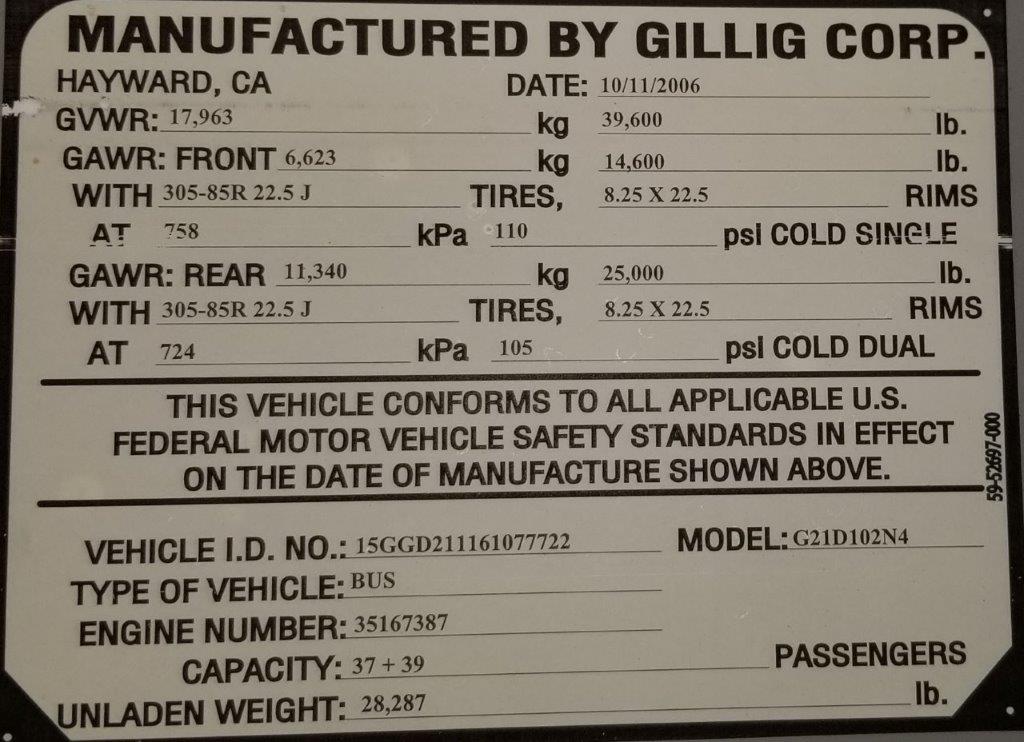 MANUFACTURED BY GILLIG CORP.
HAYWARD, CA DATE: 10/11/2006
GVWR: 17,963 kg 39,600 lb.
GAWR: FRONT 6,623 kg 14,600 lb.
WITH 305-85R 22.5 J TIRES, 8.25 X 22.5 RIMS
AT 758 kPa 110 psi COLD SINGLE
GAWR: REAR 11,340 kg 25,000 lb.
WITH 305-85R 22.5 J TIRES, 8.25 X 22.5 RIMS
AT 724 kPa 105 psi COLD DUAL
THIS VEHICLE CONFORMS TO ALL APPLICABLE U.S.
FEDERAL MOTOR VEHICLE SAFETY STANDARDS IN EFFECT
ON THE DATE OF MANUFACTURE SHOWN ABOVE.
59-52697-000
VEHICLE I.D. NO.: 15GGD211161077722 MODEL: G21D102N4
TYPE OF VEHICLE: BUS
ENGINE NUMBER: 35167387
CAPACITY: 37 + 39 PASSENGERS
UNLADEN WEIGHT: 28,287 lb.